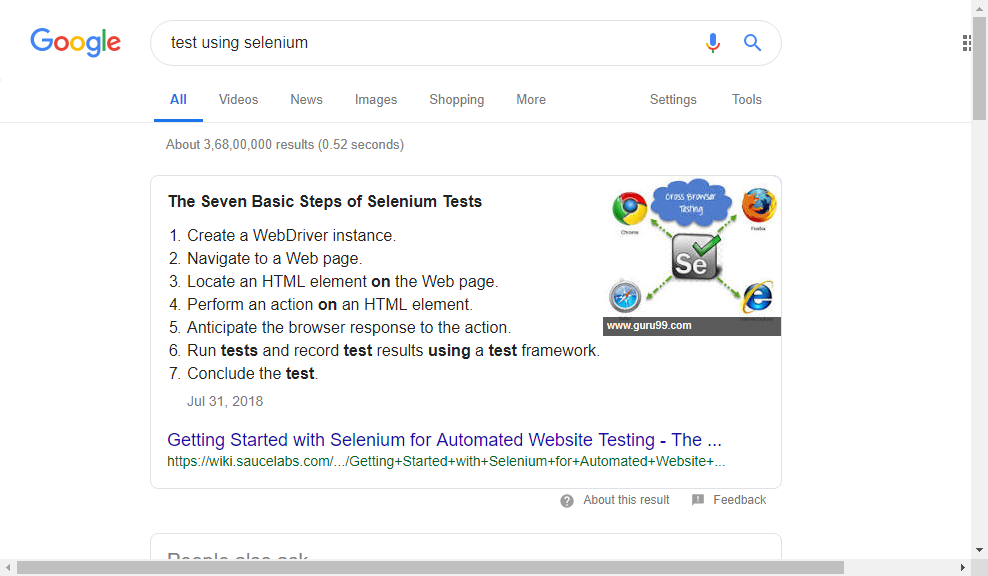 Google
test using selenium
All Videos News Images Shopping More Settings Tools
About 3,68,00,000 results (0.52 seconds)
The Seven Basic Steps of Selenium Tests
1. Create a WebDriver instance.
2. Navigate to a Web page.
3. Locate an HTML element on the Web page.
4. Perform an action on an HTML element.
5. Anticipate the browser response to the action.
6. Run tests and record test results using a test framework.
7. Conclude the test.
Jul 31, 2018
Cross Browser
Testing
Chrome
Firefox
Se
www.guru99.com
Getting Started with Selenium for Automated Website Testing - The ...
https://wiki.saucelabs.com/.../Getting+Started+with+Selenium+for+Automated+Website+...
About this result Feedback
People also ask